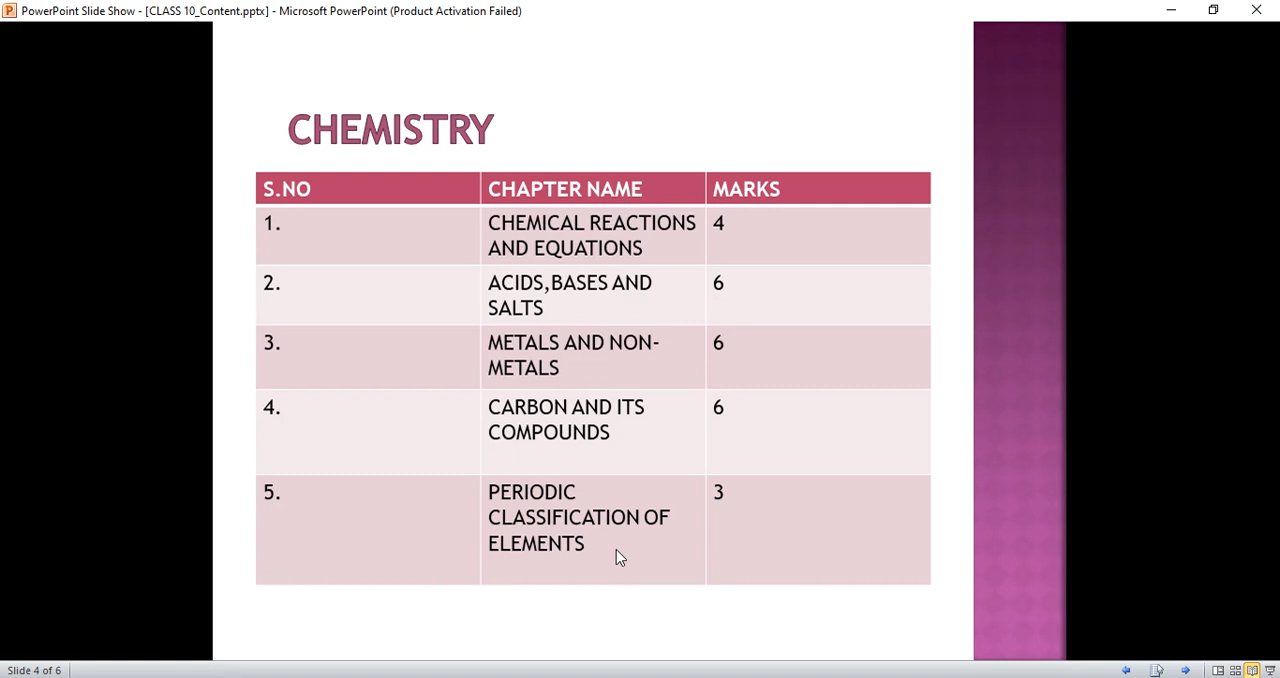 PowerPoint Slide Show - [CLASS 10_Content.pptx] - Microsoft PowerPoint (Product Activation Failed)
CHEMISTRY
S.NO CHAPTER NAME MARKS
1. CHEMICAL REACTIONS 4
AND EQUATIONS
2. ACIDS,BASES AND 6
SALTS
3. METALS AND NON- 6
METALS
4. CARBON AND ITS 6
COMPOUNDS
5. PERIODIC 3
CLASSIFICATION OF
ELEMENTS
Slide 4 of 6